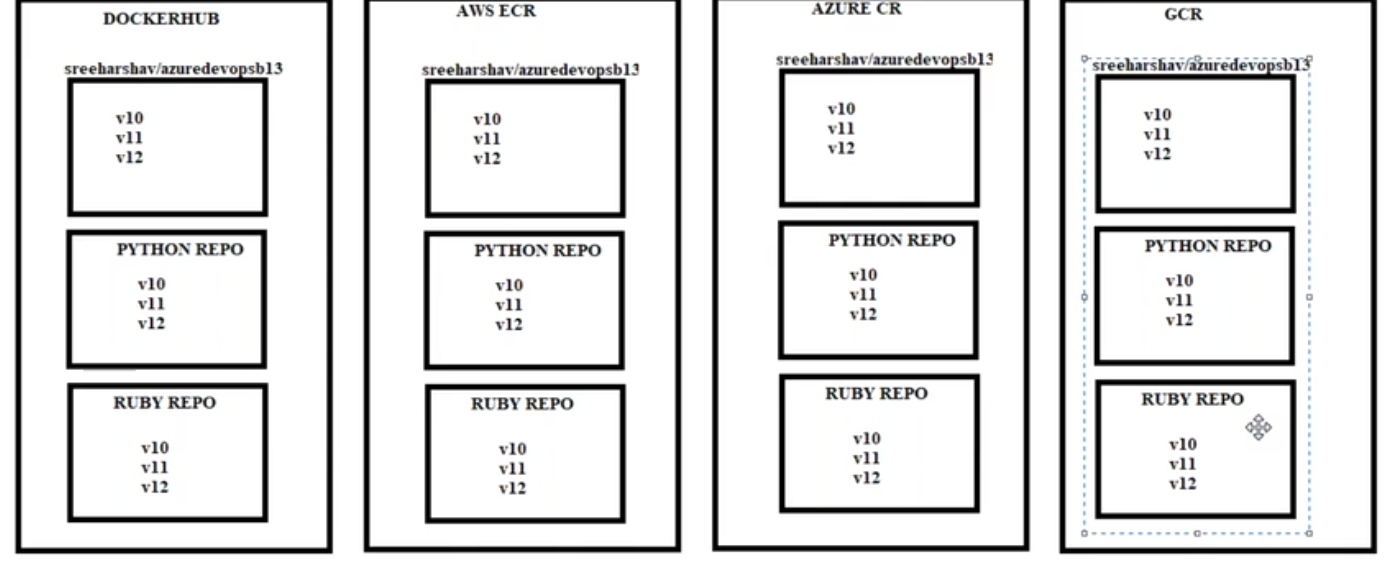 DOCKERHUB
sreeharshav/azuredevopsb13
v10
v11
v12
PYTHON REPO
v10
v11
v12
RUBY REPO
v10
v11
v12
AWS ECR
sreeharshav/azuredevopsb13
v10
v11
v12
PYTHON REPO
v10
v11
v12
RUBY REPO
v10
v11
v12
AZURE CR
sreeharshav/azuredevopsb13
v10
v11
v12
PYTHON REPO
v10
v11
v12
RUBY REPO
v10
v11
v12
GCR
sreeharshav/azuredevopsb13
v10
v11
v12
PYTHON REPO
v10
v11
v12
RUBY REPO
v10
v11
v12